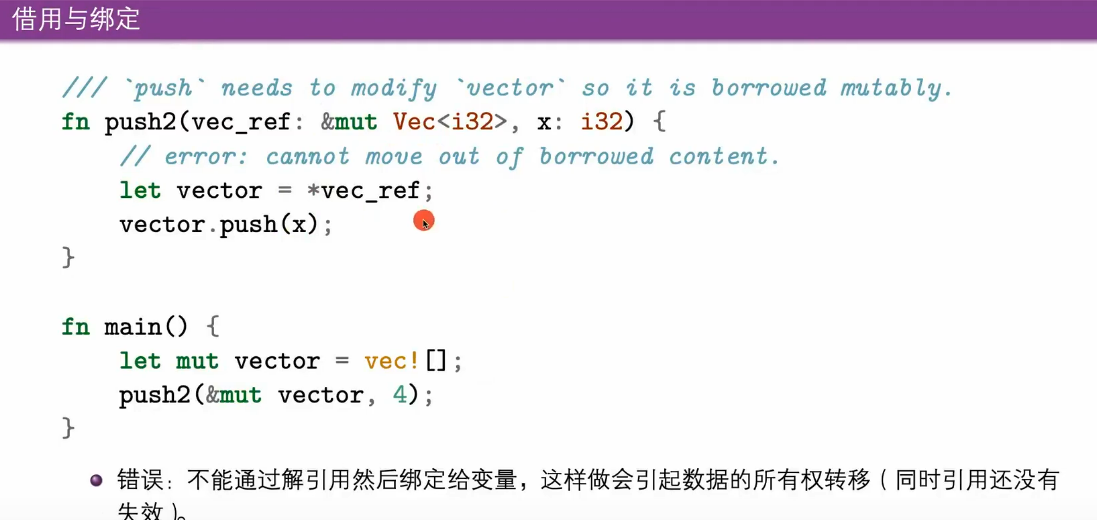 借用与绑定
/// `push` needs to modify `vector` so it is borrowed mutably.
fn push2(vec_ref: &mut Vec<i32>, x: i32) {
// error: cannot move out of borrowed content.
let vector = *vec_ref;
vector.push(x);
}
fn main() {
let mut vector = vec![];
push2(&mut vector, 4);
}
错误：不能通过解引用然后绑定给变量，这样做会引起数据的所有权转移（同时引用还没有
失效）。